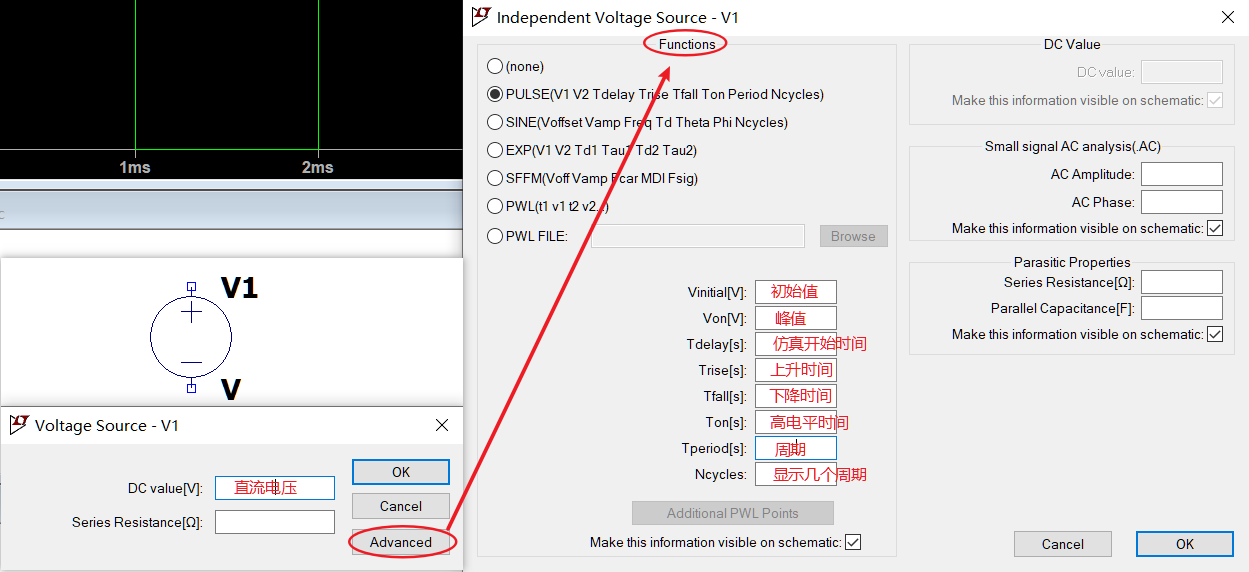 1ms
2ms
V1
V
Voltage Source - V1
DC value[V]: 直流电压
Series Resistance[Ω]:
OK
Cancel
Advanced
Independent Voltage Source - V1
Functions
(none)
PULSE(V1 V2 Tdelay Trise Tfall Ton Period Ncycles)
SINE(Voffset Vamp Freq Td Theta Phi Ncycles)
EXP(V1 V2 Td1 Tau1 Td2 Tau2)
SFFM(Voff Vamp Fcar MDI Fsig)
PWL(t1 v1 t2 v2...)
PWL FILE:
Browse
Vinitial[V]: 初始值
Von[V]: 峰值
Tdelay[s]: 仿真开始时间
Trise[s]: 上升时间
Tfall[s]: 下降时间
Ton[s]: 高电平时间
Tperiod[s]: 周期
Ncycles: 显示几个周期
Additional PWL Points
Make this information visible on schematic:
DC Value
DC value:
Make this information visible on schematic:
Small signal AC analysis(.AC)
AC Amplitude:
AC Phase:
Make this information visible on schematic:
Parasitic Properties
Series Resistance[Ω]:
Parallel Capacitance[F]:
Make this information visible on schematic:
Cancel
OK